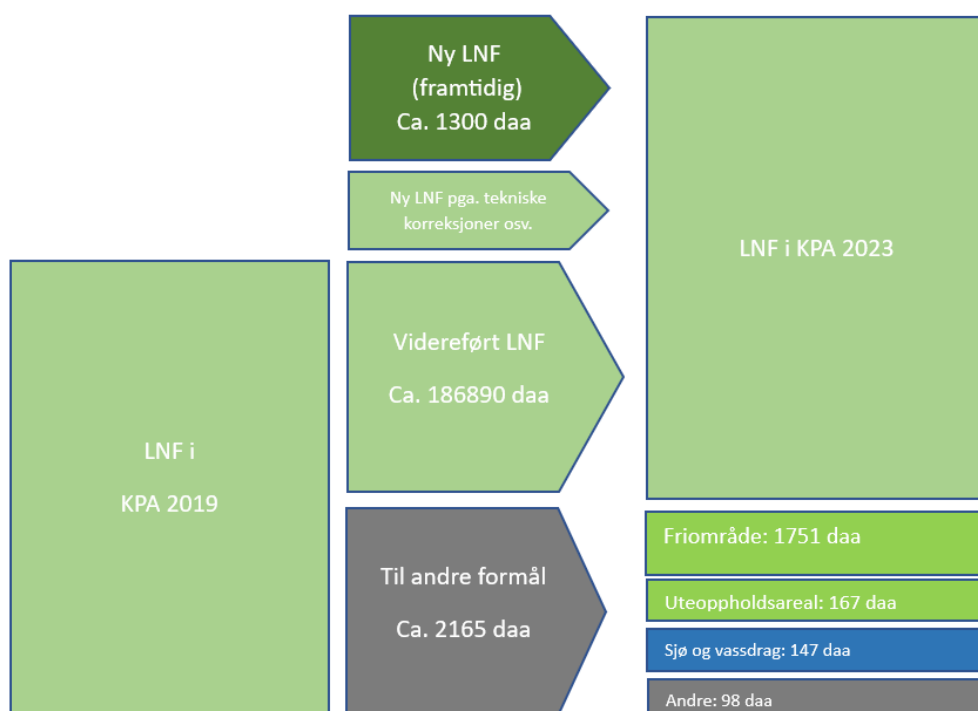 Ny LNF
(framtidig)
Ca. 1300 daa
Ny LNF pga. tekniske
korreksjoner osv.
LNF i KPA 2023
Videreført LNF
Ca. 186890 daa
LNF i
KPA 2019
Til andre formål
Ca. 2165 daa
Friområde: 1751 daa
Uteoppholdsareal: 167 daa
Sjø og vassdrag: 147 daa
Andre: 98 daa